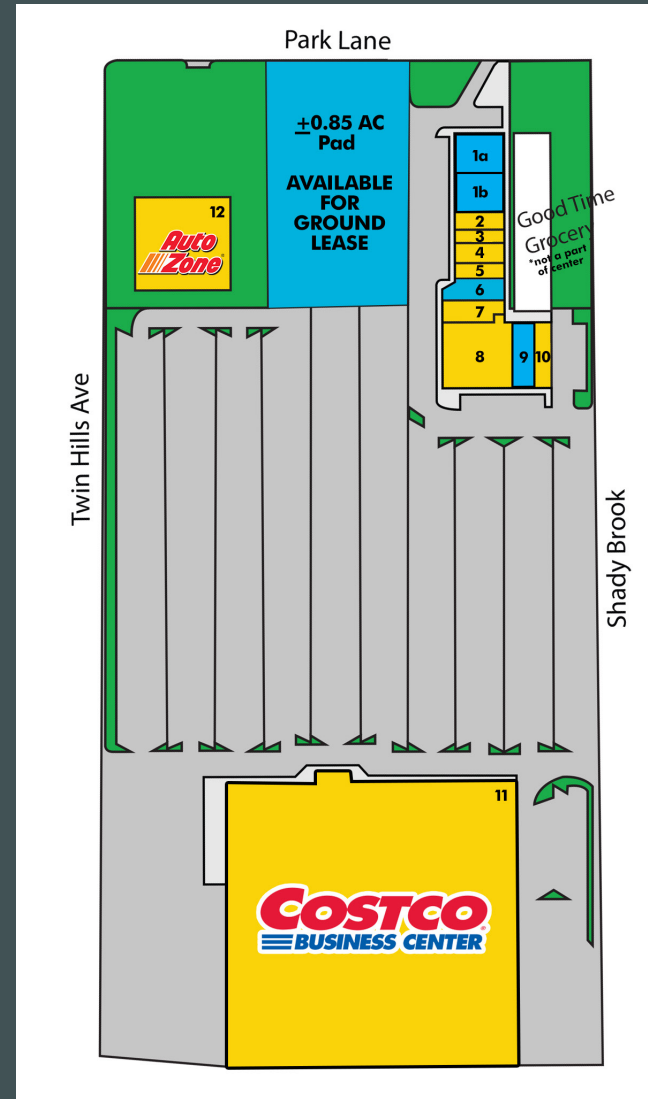 Park Lane
±0.85 AC
Pad
AVAILABLE
FOR
GROUND
LEASE
12
Auto
Zone
1a
1b
2
3
4
5
6
7
8
9
10
Good Time
Grocery
*not a part
of center
Twin Hills Ave
Shady Brook
11
COSTCO
BUSINESS CENTER